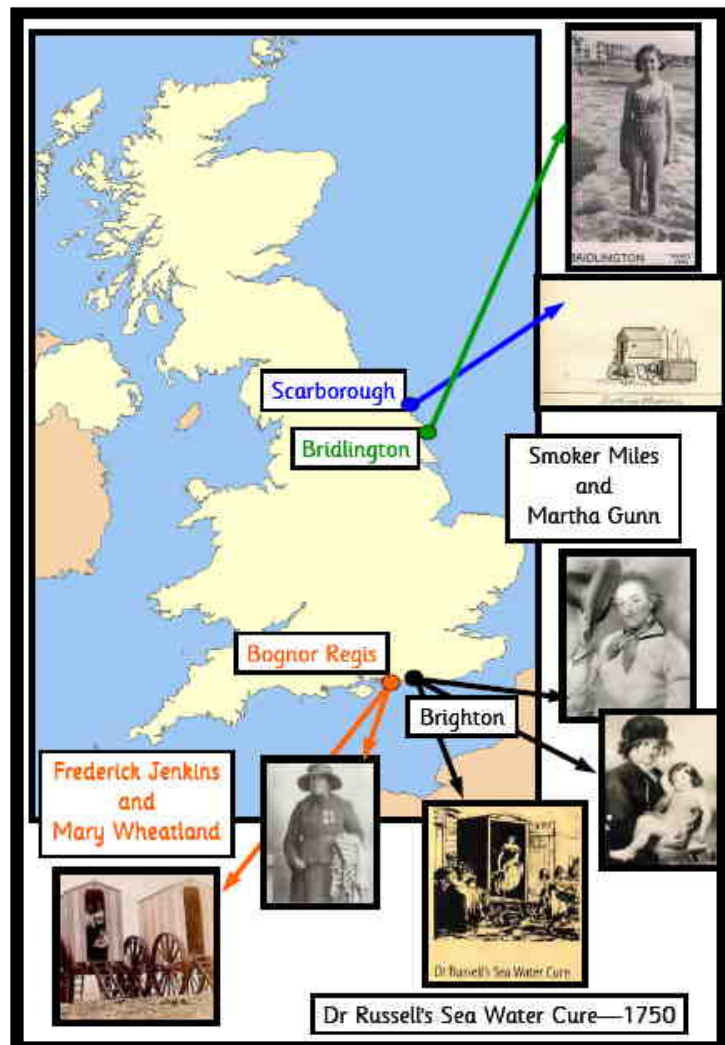 BRIDLINGTON
Scarborough
Bridlington
Smoker Miles
and
Martha Gunn
Bognor Regis
Brighton
Frederick Jenkins
and
Mary Wheatland
Dr Russell's Sea Water Cure
Dr Russell's Sea Water Cure—1750